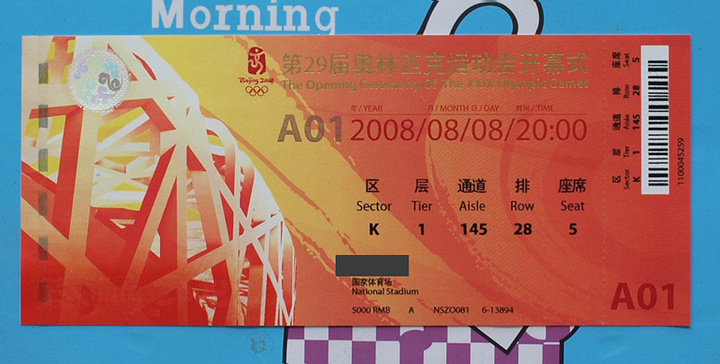 Morning
第29届奥林匹克运动会开幕式
The Opening Ceremony Of The XXIX Olympic Games
Beijing 2008
年/YEAR 月/MONTH 日/DAY 时间/TIME
A01 2008/08/08/20:00
区 层 通道 排 座席
Sector Tier Aisle Row Seat
K 1 145 28 5
国家体育场
National Stadium
5000 RMB A NSZO081 6-13894
A01
区 层 通道 排 座席
Sector Tier Aisle Row Seat
K 1 145 28 5
1100045259